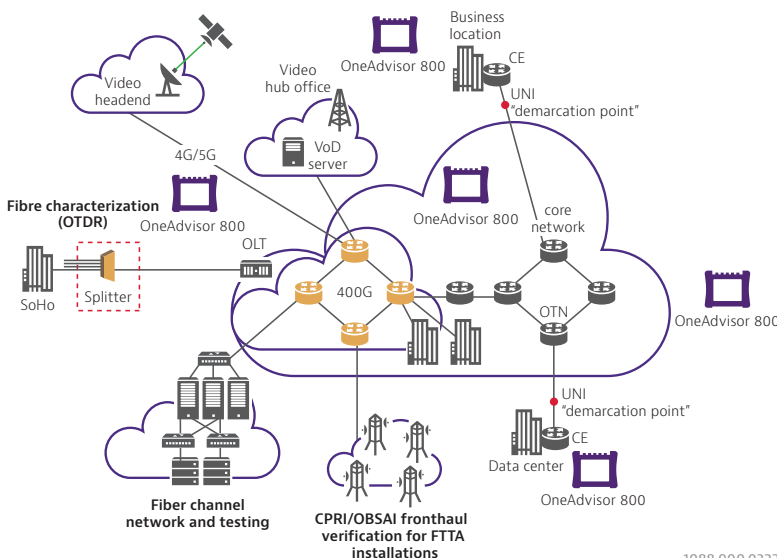 Business
location
OneAdvisor 800
CE
Video
headend
Video
hub office
UNI
"demarcation point"
4G/5G
VoD
server
Fibre characterization
(OTDR)
OneAdvisor 800
OneAdvisor 800
core
network
OLT
SoHo
Splitter
400G
OTN
OneAdvisor 800
UNI
"demarcation point"
CE
Data center
OneAdvisor 800
Fiber channel
network and testing
CPRI/OBSAI fronthaul
verification for FTTA
installations